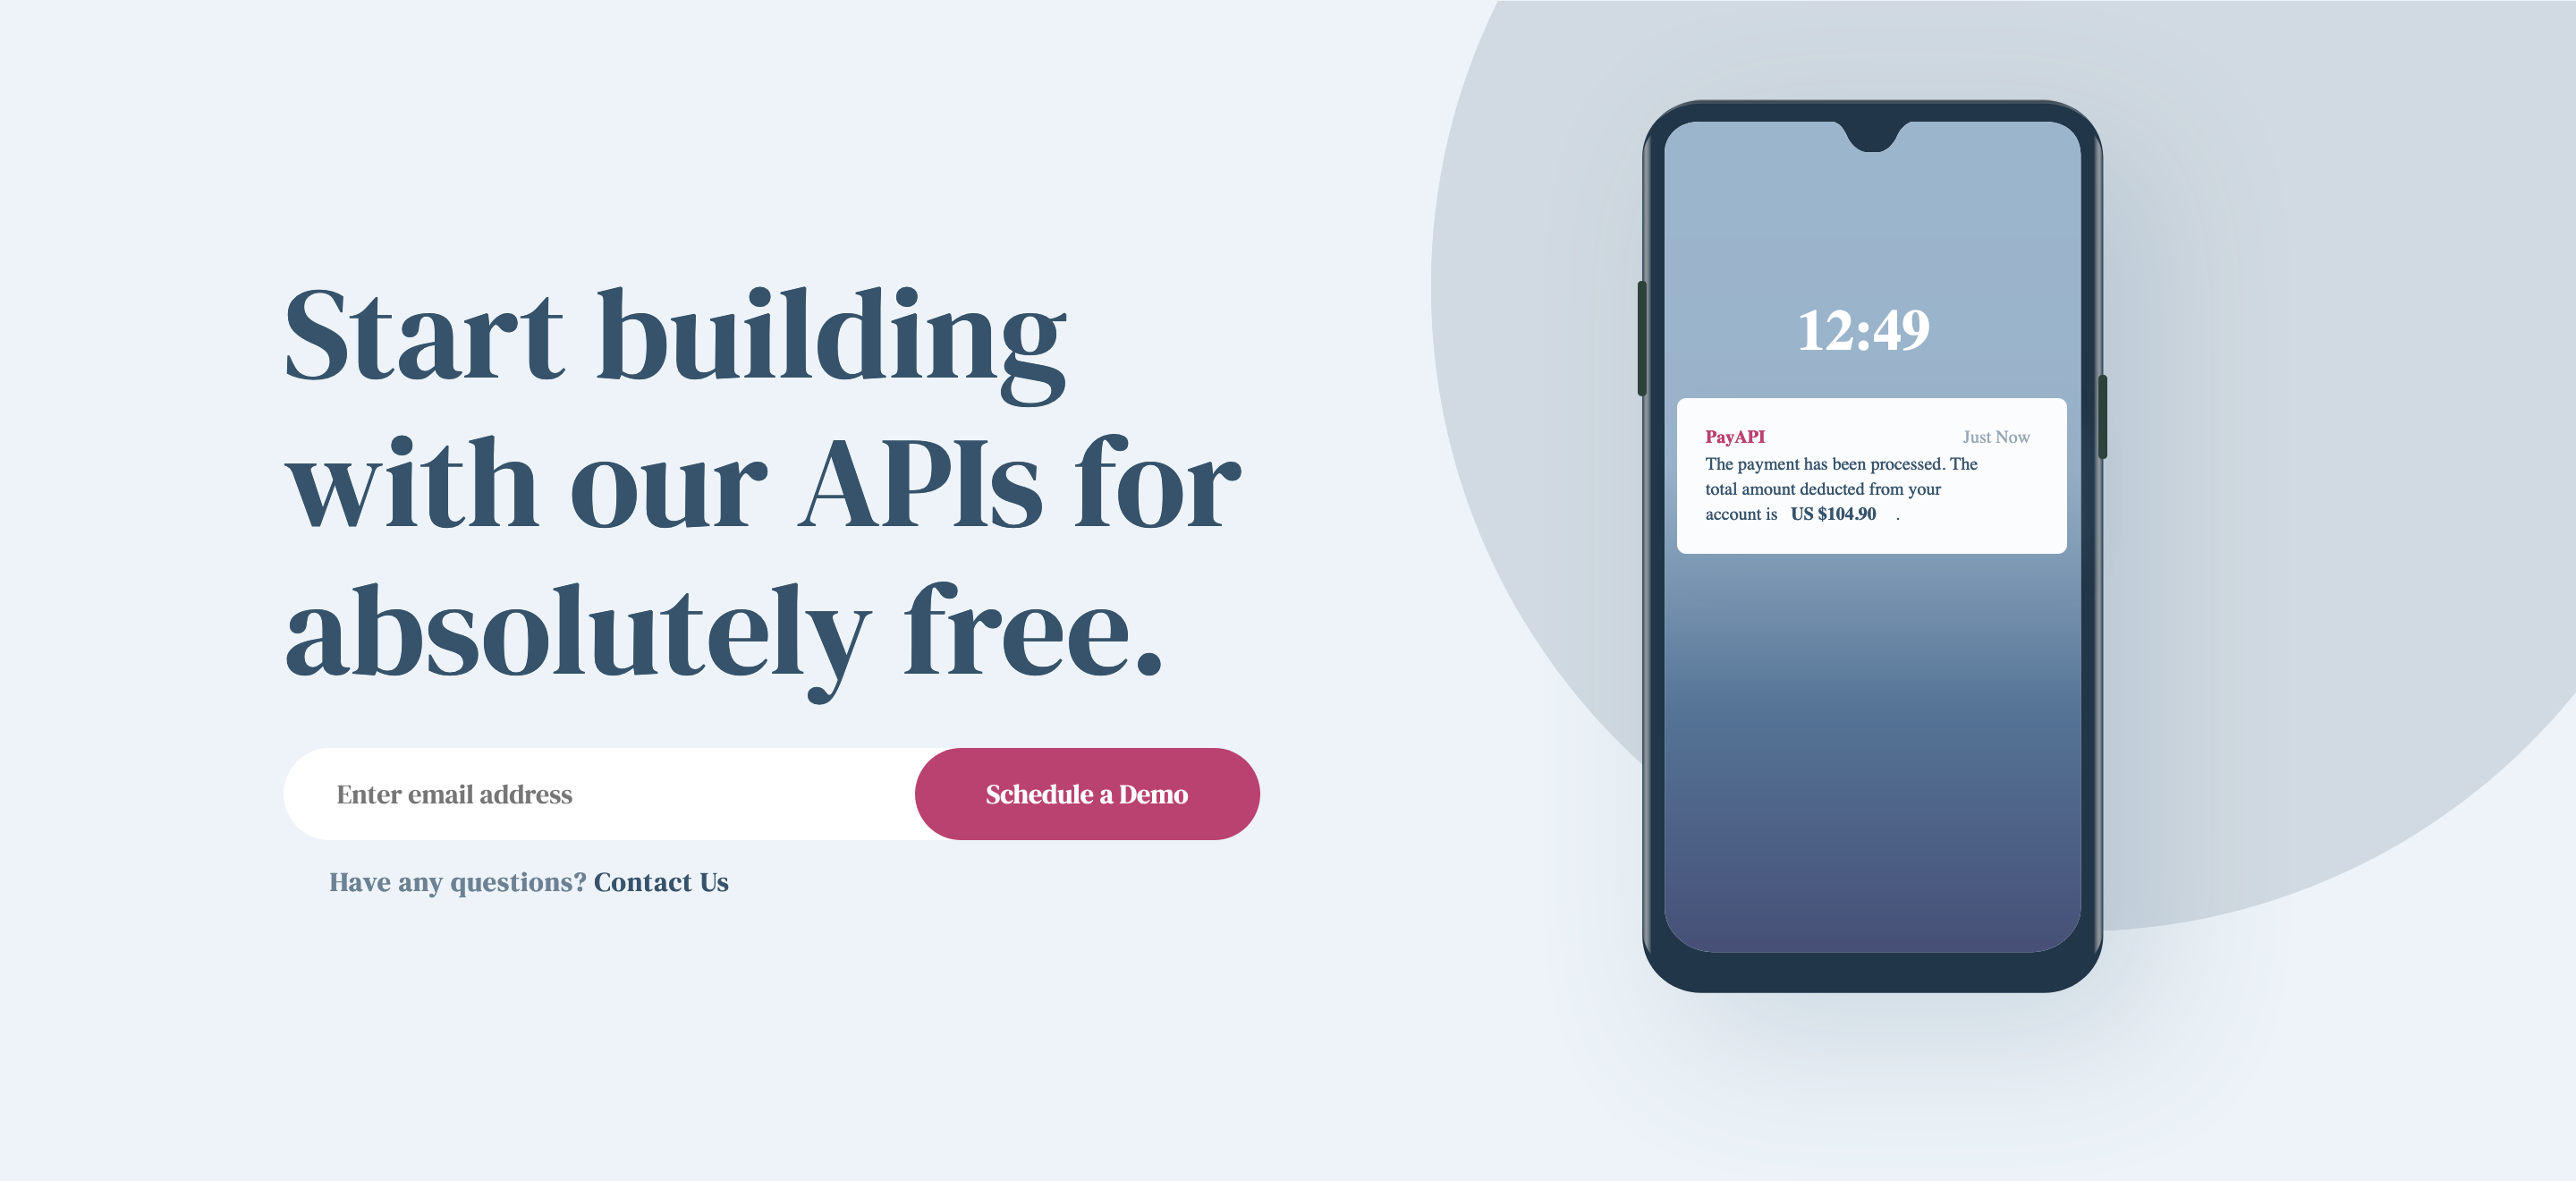 Start building
with our APIs for
absolutely free.
Enter email address
Schedule a Demo
Have any questions? Contact Us
12:49
PayAPI
Just Now
The payment has been processed. The
total amount deducted from your
account is US $104.90 .